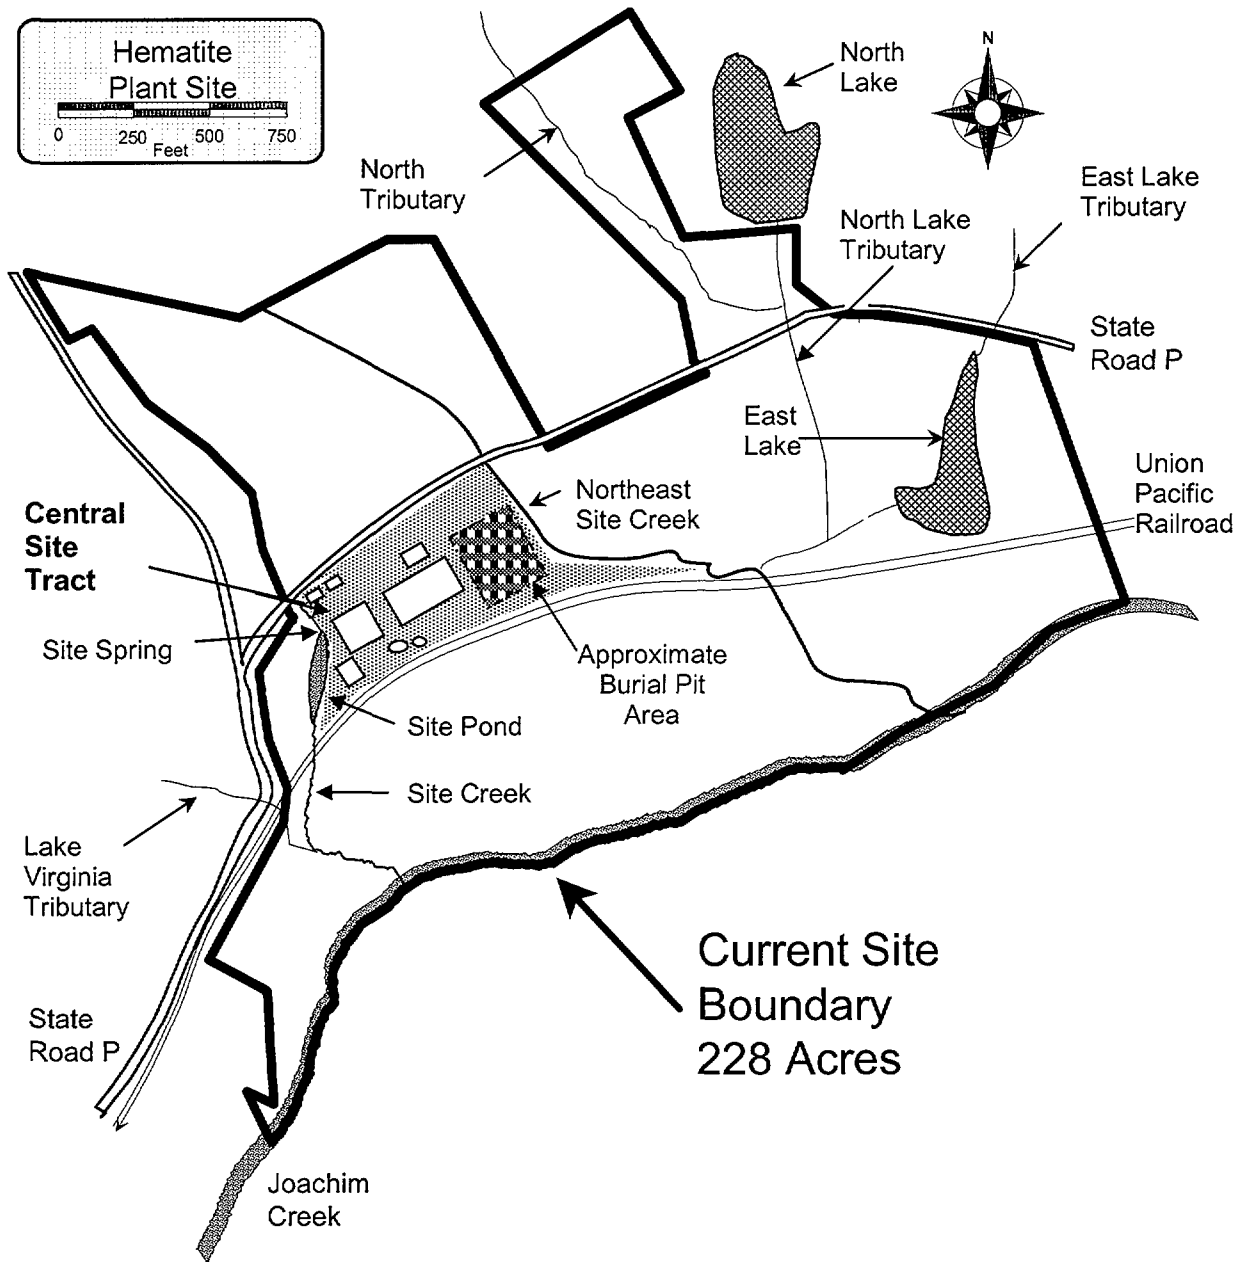 Hematite
Plant Site
0 250 500 750
Feet
North
Lake
N
North
Tributary
East Lake
Tributary
North Lake
Tributary
State
Road P
East
Lake
Union
Pacific
Railroad
Northeast
Site Creek
Central
Site
Tract
Site Spring
Approximate
Burial Pit
Area
Site Pond
Site Creek
Lake
Virginia
Tributary
Current Site
Boundary
228 Acres
State
Road P
Joachim
Creek